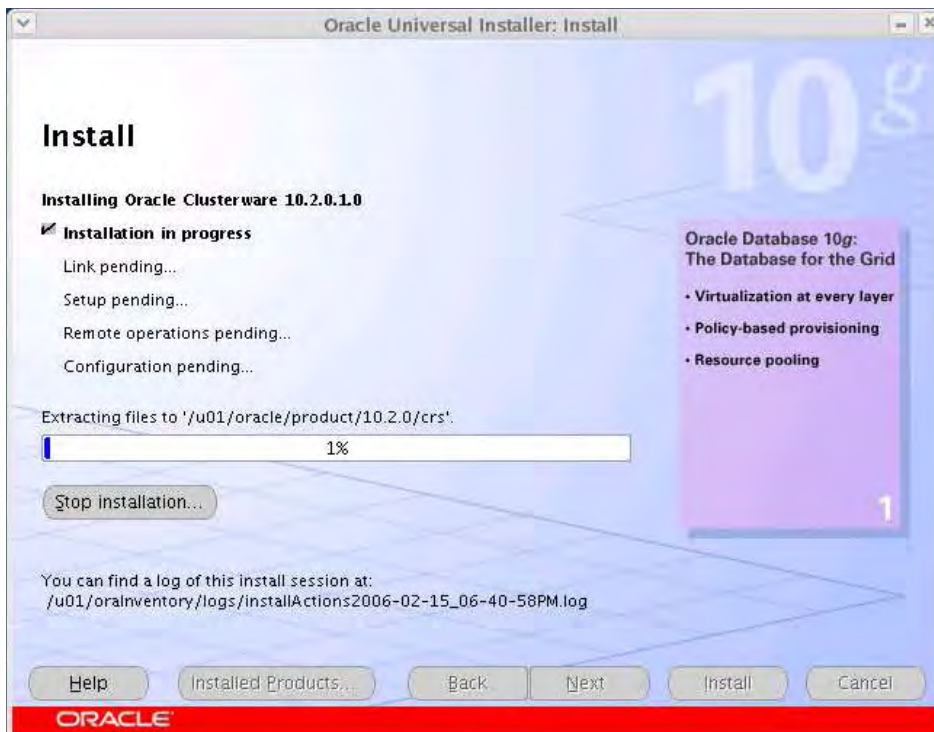 Oracle Universal Installer: Install
10g
Install
Installing Oracle Clusterware 10.2.0.1.0
Installation in progress
Link pending...
Setup pending...
Remote operations pending...
Configuration pending...
Extracting files to '/u01/oracle/product/10.2.0/crs'.
1%
Stop installation...
You can find a log of this install session at:
/u01/oraInventory/logs/installActions2006-02-15_06-40-58PM.log
Oracle Database 10g:
The Database for the Grid
• Virtualization at every layer
• Policy-based provisioning
• Resource pooling
1
Help
Installed Products...
Back
Next
Install
Cancel
ORACLE